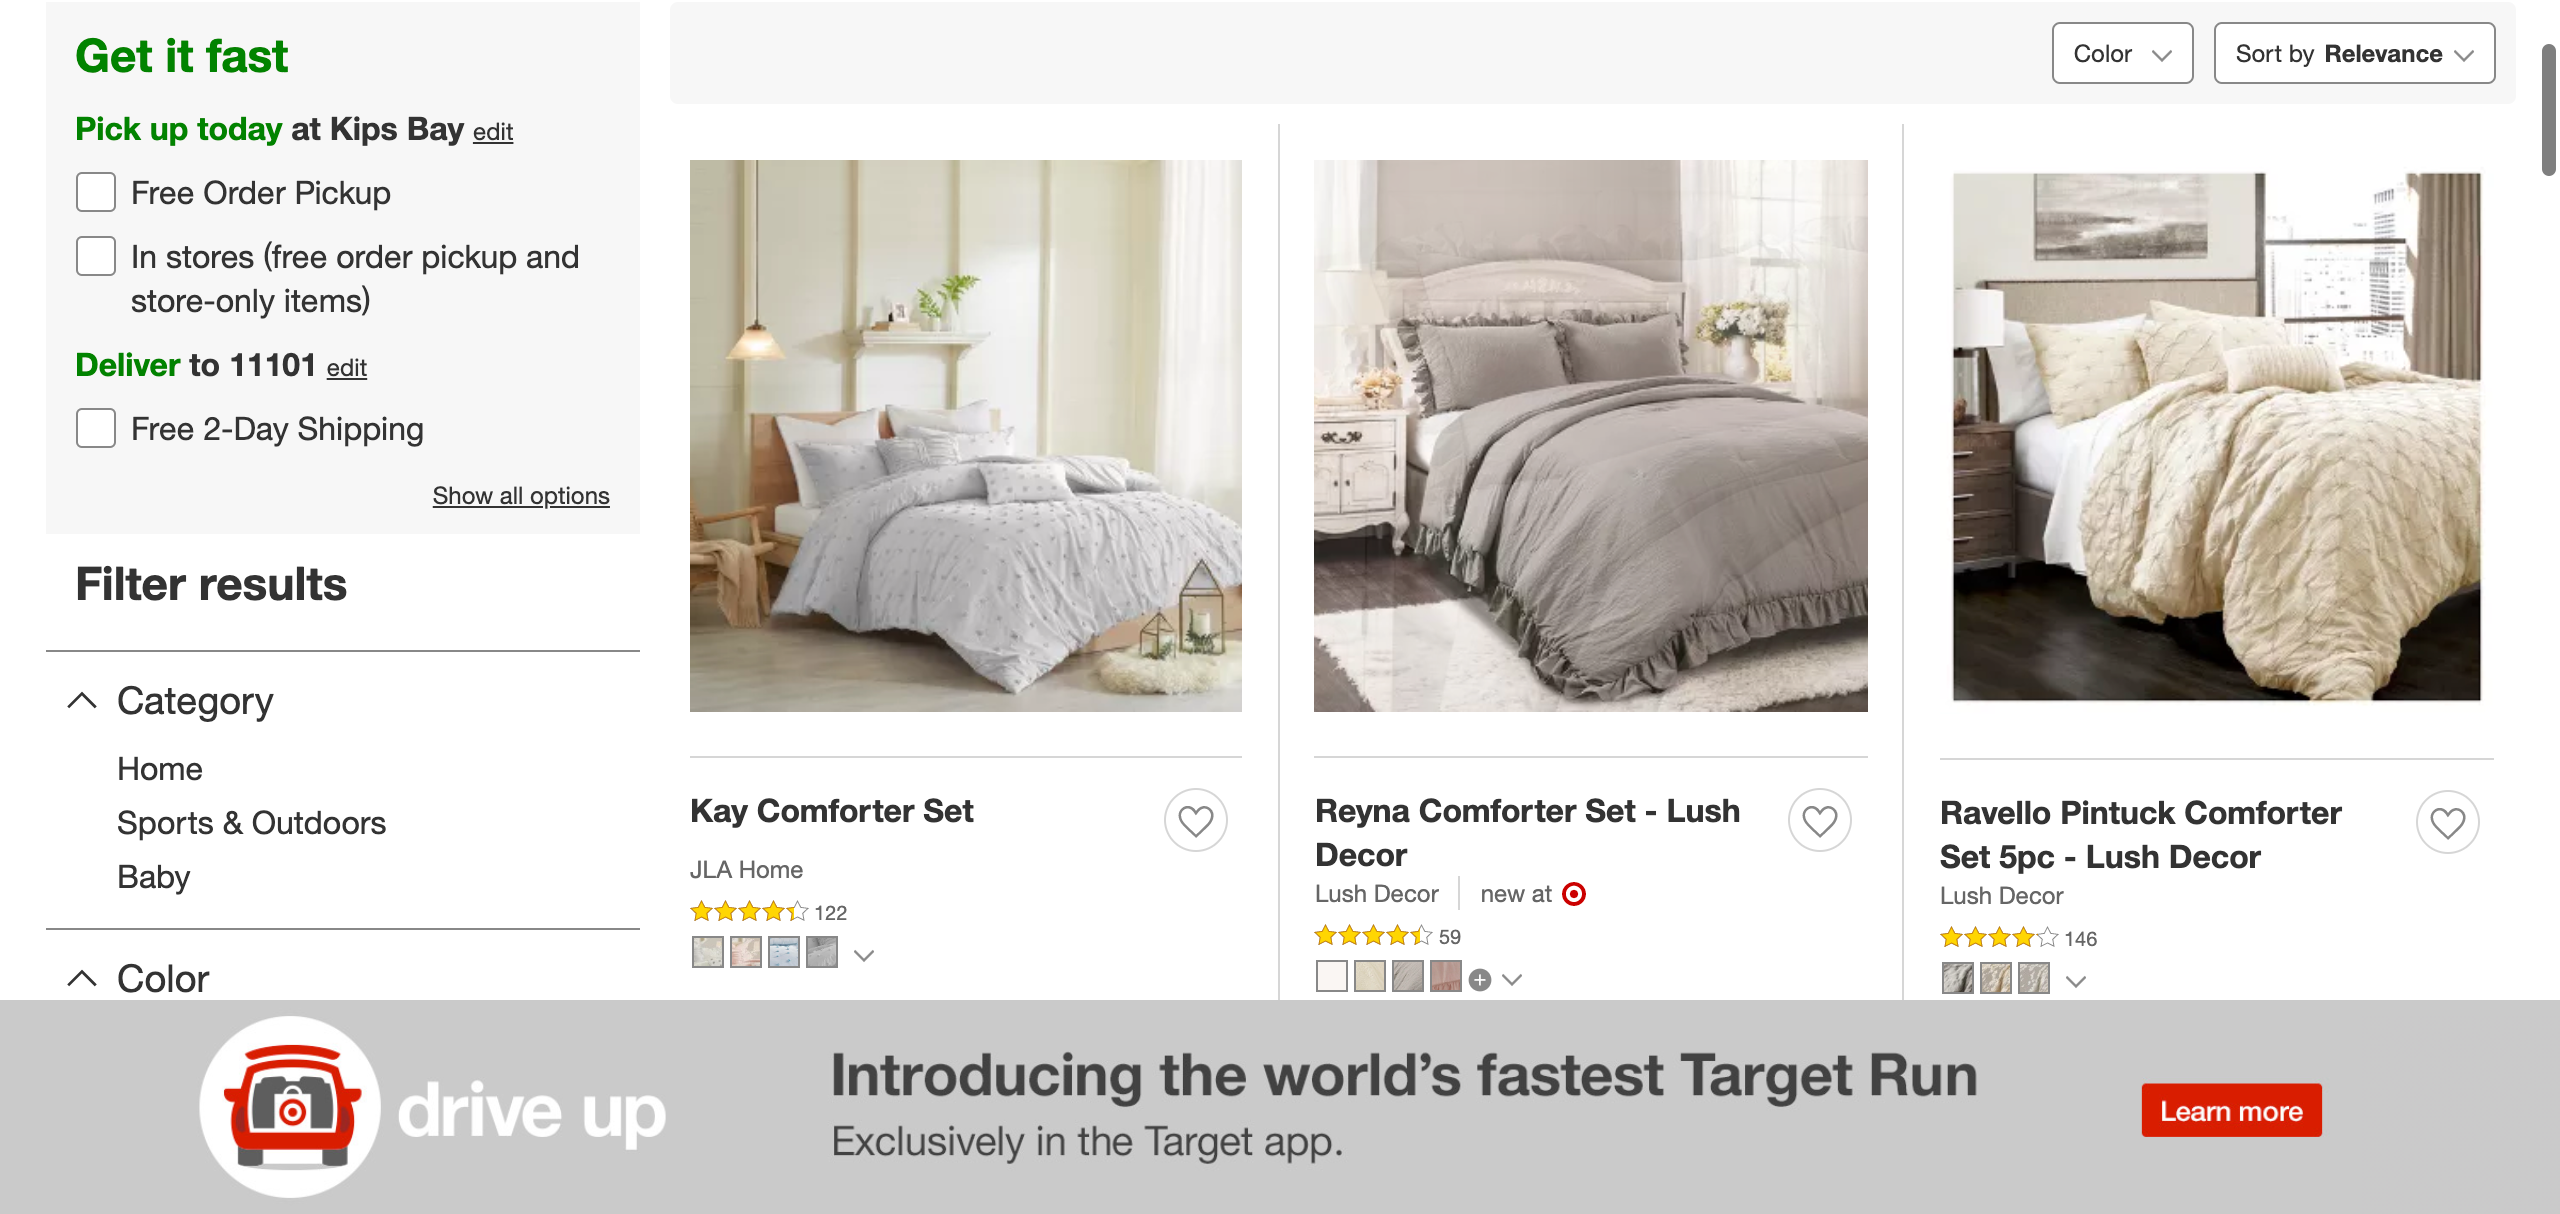 Get it fast
Pick up today at Kips Bay edit
Free Order Pickup
In stores (free order pickup and
store-only items)
Deliver to 11101 edit
Free 2-Day Shipping
Show all options
Filter results
Category
Home
Sports & Outdoors
Baby
Color
Color
Sort by Relevance
Kay Comforter Set
JLA Home
122
Reyna Comforter Set - Lush
Decor
Lush Decor
new at
59
Ravello Pintuck Comforter
Set 5pc - Lush Decor
Lush Decor
146
drive up
Introducing the world’s fastest Target Run
Exclusively in the Target app.
Learn more